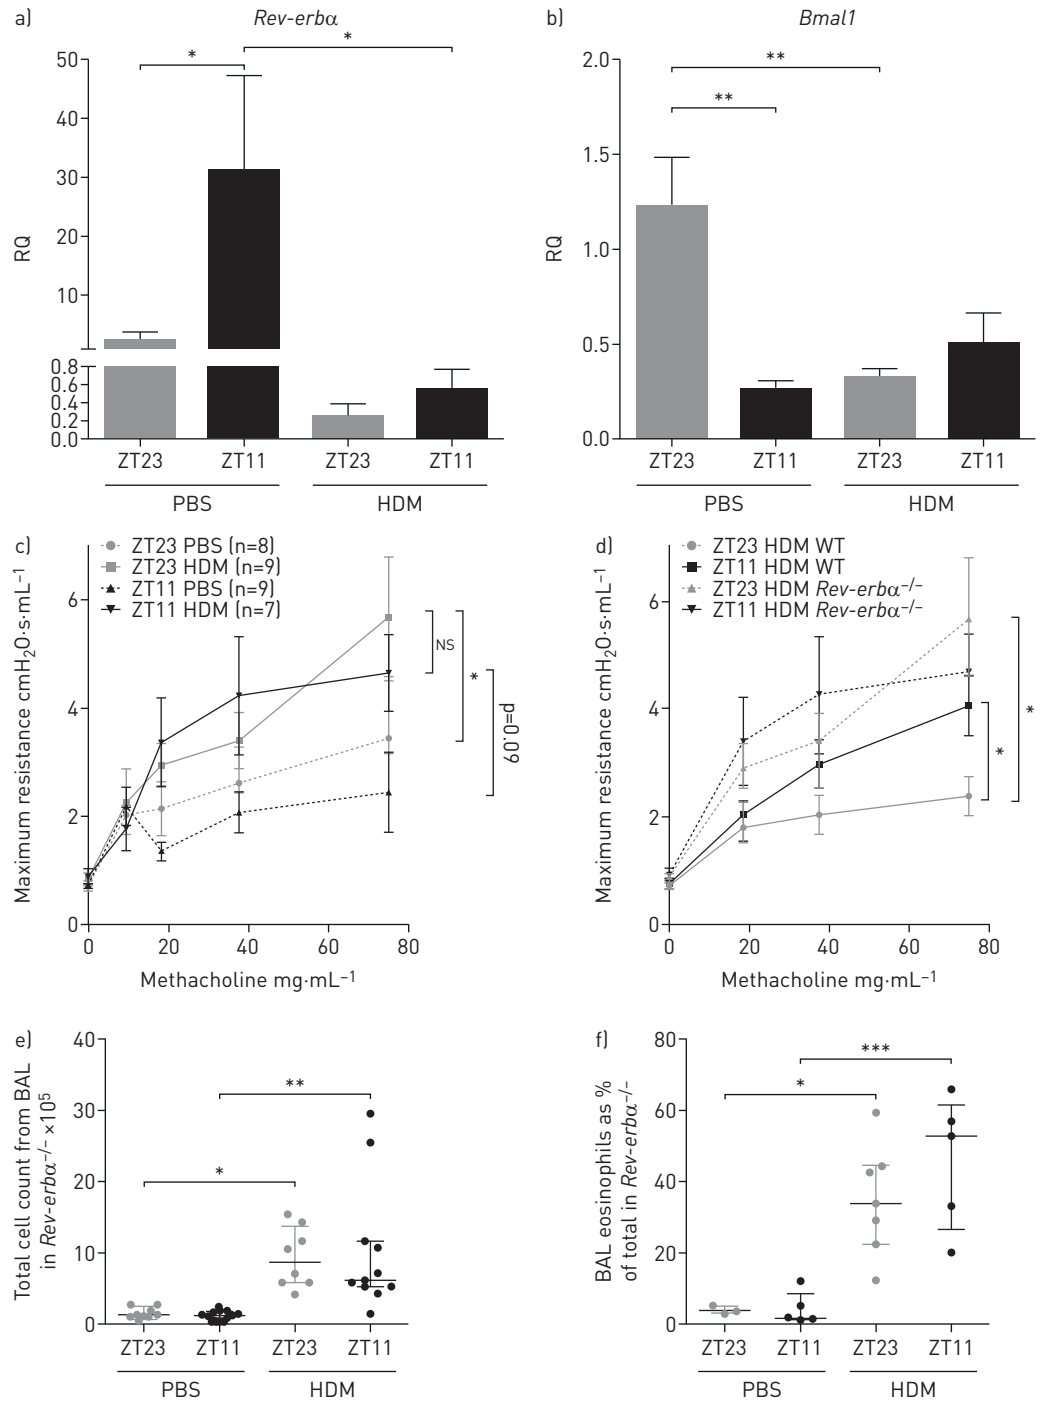 a)
Rev-erbα
*
*
50
40
30
20
10
0.8
0.6
0.4
0.2
0.0
RQ
ZT23 ZT11 ZT23 ZT11
PBS HDM
b)
Bmal1
**
**
2.0
1.5
1.0
0.5
0.0
RQ
ZT23 ZT11 ZT23 ZT11
PBS HDM
c)
ZT23 PBS (n=8)
ZT23 HDM (n=9)
ZT11 PBS (n=9)
ZT11 HDM (n=7)
NS
*
p=0.09
6
4
2
0
Maximum resistance cmH₂O·s·mL⁻¹
0 20 40 60 80
Methacholine mg·mL⁻¹
d)
ZT23 HDM WT
ZT11 HDM WT
ZT23 HDM Rev-erbα⁻/⁻
ZT11 HDM Rev-erbα⁻/⁻
*
*
6
4
2
0
Maximum resistance cmH₂O·s·mL⁻¹
0 20 40 60 80
Methacholine mg·mL⁻¹
e)
**
*
40
30
20
10
0
Total cell count from BAL
in Rev-erbα⁻/⁻ ×10⁵
ZT23 ZT11 ZT23 ZT11
PBS HDM
f)
***
*
80
60
40
20
0
BAL eosinophils as %
of total in Rev-erbα⁻/⁻
ZT23 ZT11 ZT23 ZT11
PBS HDM